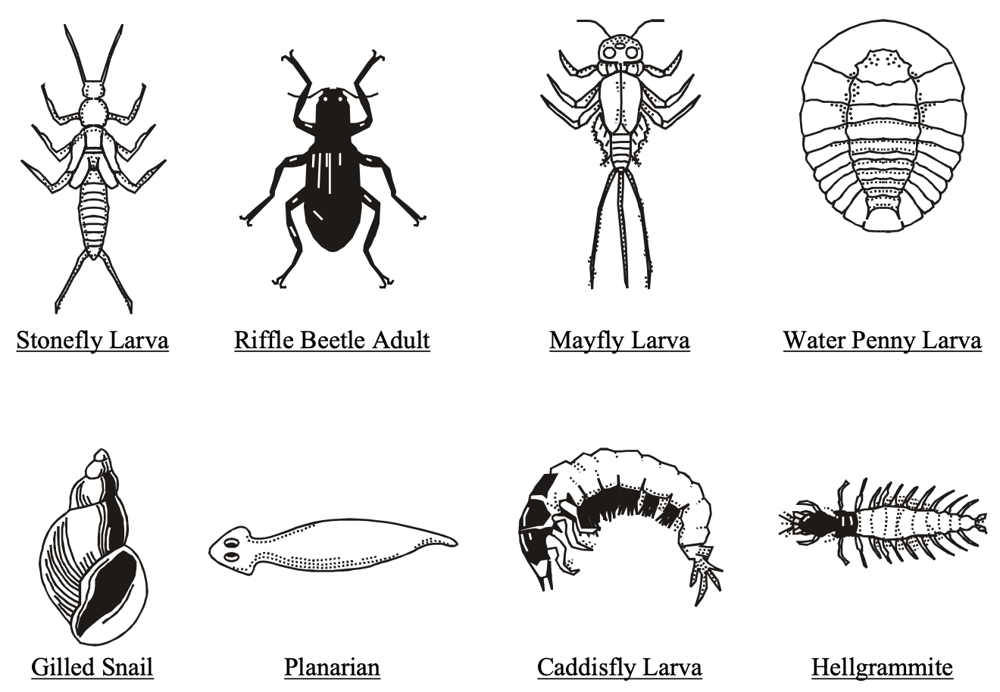 Stonefly Larva
Riffle Beetle Adult
Mayfly Larva
Water Penny Larva
Gilled Snail
Planarian
Caddisfly Larva
Hellgrammite